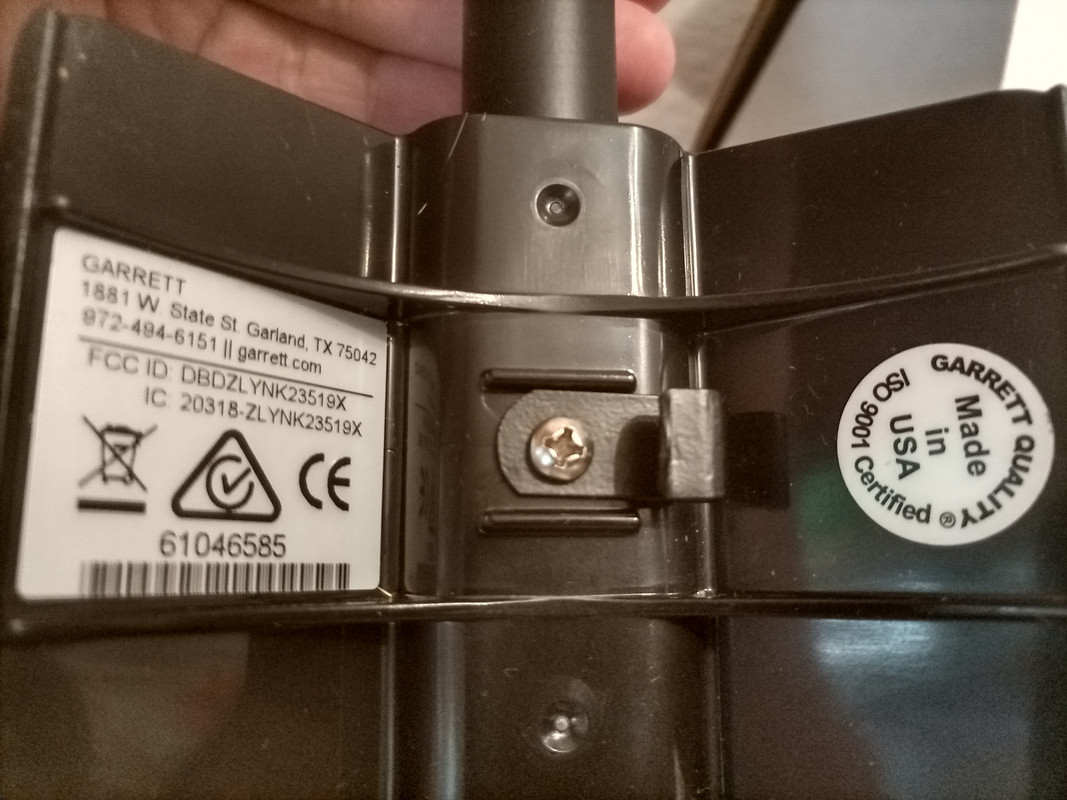 GARRETT
1881 W. State St. Garland, TX 75042
972-494-6151 || garrett.com
FCC ID: DBDZLYNK23519X
IC: 20318-ZLYNK23519X
CE
61046585
GARRETT QUALITY ®
Made
in
USA
ISO 9001 Certified